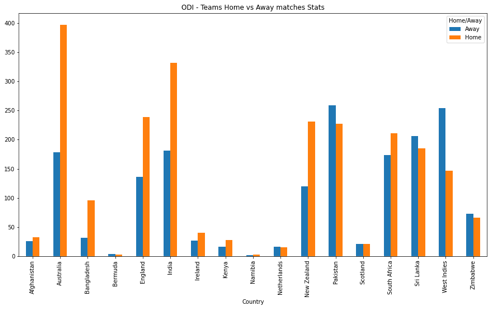 ODI - Teams Home vs Away matches Stats
Home/Away
Away
Home
400
350
300
250
200
150
100
50
0
Afghanistan
Australia
Bangladesh
Bermuda
England
India
Ireland
Kenya
Namibia
Netherlands
New Zealand
Pakistan
Scotland
South Africa
Sri Lanka
West Indies
Zimbabwe
Country